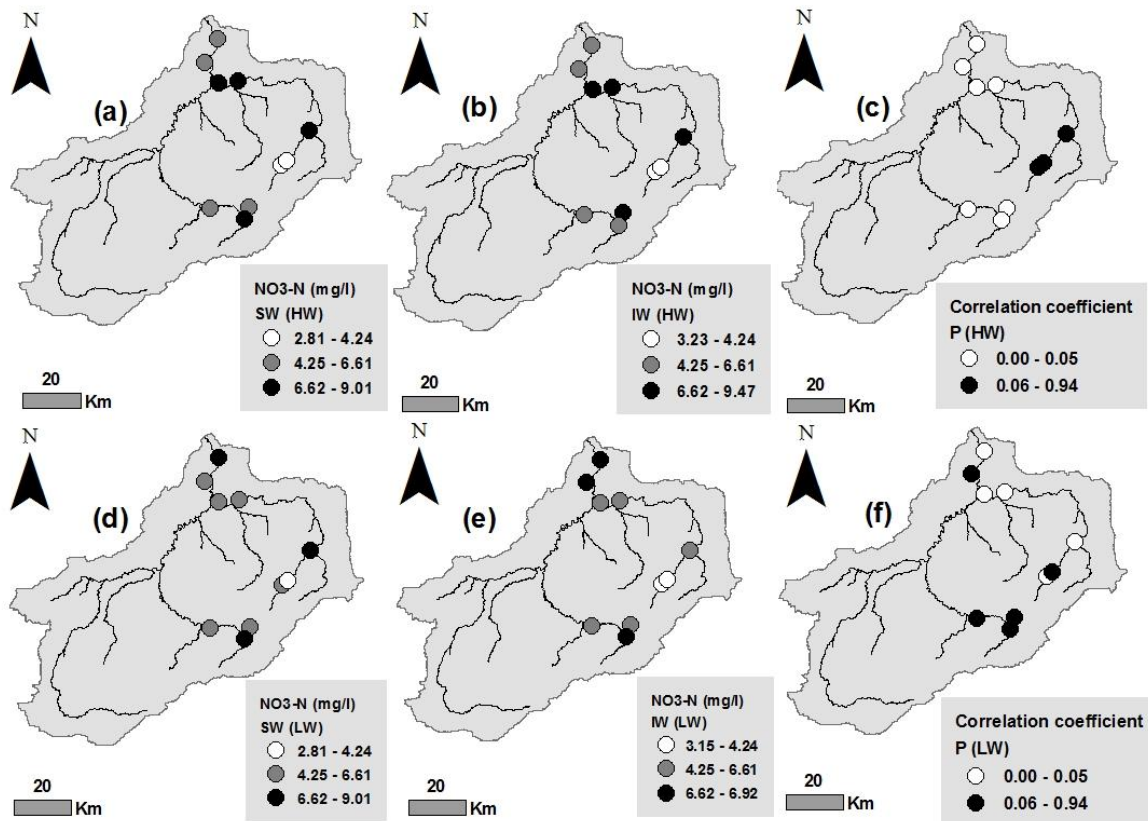 N
(a)
NO3-N (mg/l)
SW (HW)
2.81 - 4.24
4.25 - 6.61
6.62 - 9.01
20
Km
N
(b)
NO3-N (mg/l)
IW (HW)
3.23 - 4.24
4.25 - 6.61
6.62 - 9.47
20
Km
N
(c)
Correlation coefficient
P (HW)
0.00 - 0.05
0.06 - 0.94
20
Km
N
(d)
NO3-N (mg/l)
SW (LW)
2.81 - 4.24
4.25 - 6.61
6.62 - 9.01
20
Km
N
(e)
NO3-N (mg/l)
IW (LW)
3.15 - 4.24
4.25 - 6.61
6.62 - 6.92
20
Km
N
(f)
Correlation coefficient
P (LW)
0.00 - 0.05
0.06 - 0.94
20
Km